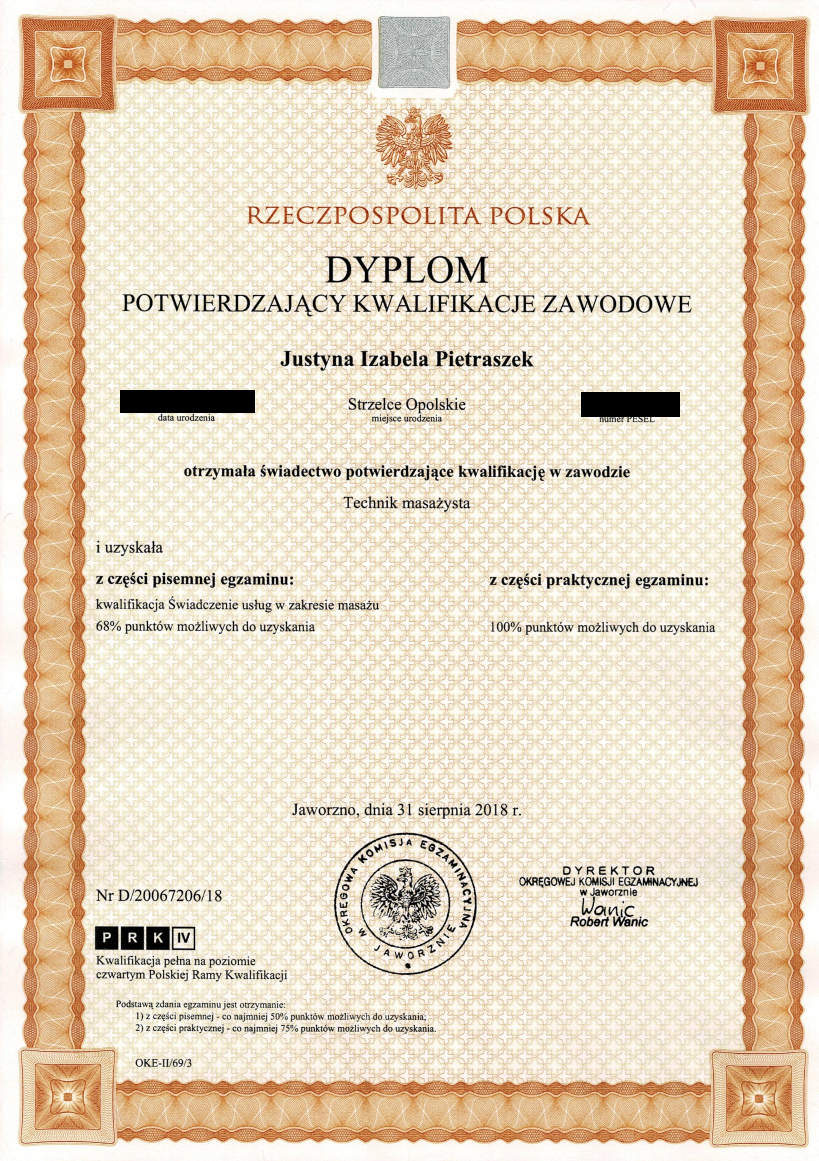 RZECZPOSPOLITA POLSKA
DYPLOM
POTWIERDZAJĄCY KWALIFIKACJE ZAWODOWE
Justyna Izabela Pietraszek
Strzelce Opolskie
data urodzenia miejsce urodzenia numer PESEL
otrzymała świadectwo potwierdzające kwalifikację w zawodzie
Technik masażysta
i uzyskała
z części pisemnej egzaminu: z części praktycznej egzaminu:
kwalifikacja Świadczenie usług w zakresie masażu
68% punktów możliwych do uzyskania 100% punktów możliwych do uzyskania
Jaworzno, dnia 31 sierpnia 2018 r.
OKRĘGOWA KOMISJA EGZAMINACYJNA
W JAWORZNIE
DYREKTOR
OKRĘGOWEJ KOMISJI EGZAMINACYJNEJ
w Jaworznie
Wanic
Robert Wanic
Nr D/20067206/18
P R K IV
Kwalifikacja pełna na poziomie
czwartym Polskiej Ramy Kwalifikacji
Podstawą zdania egzaminu jest otrzymanie:
1) z części pisemnej - co najmniej 50% punktów możliwych do uzyskania;
2) z części praktycznej - co najmniej 75% punktów możliwych do uzyskania.
OKE-II/69/3